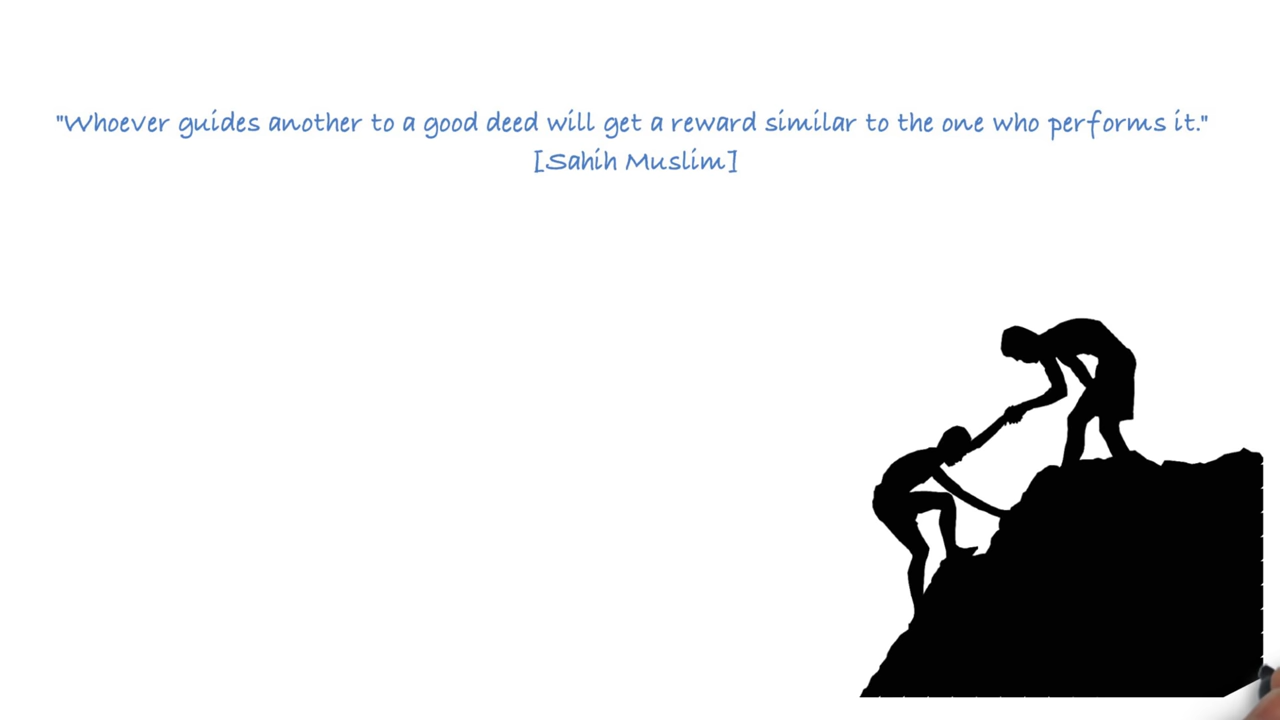 "Whoever guides another to a good deed will get a reward similar to the one who performs it."
[Sahih Muslim]